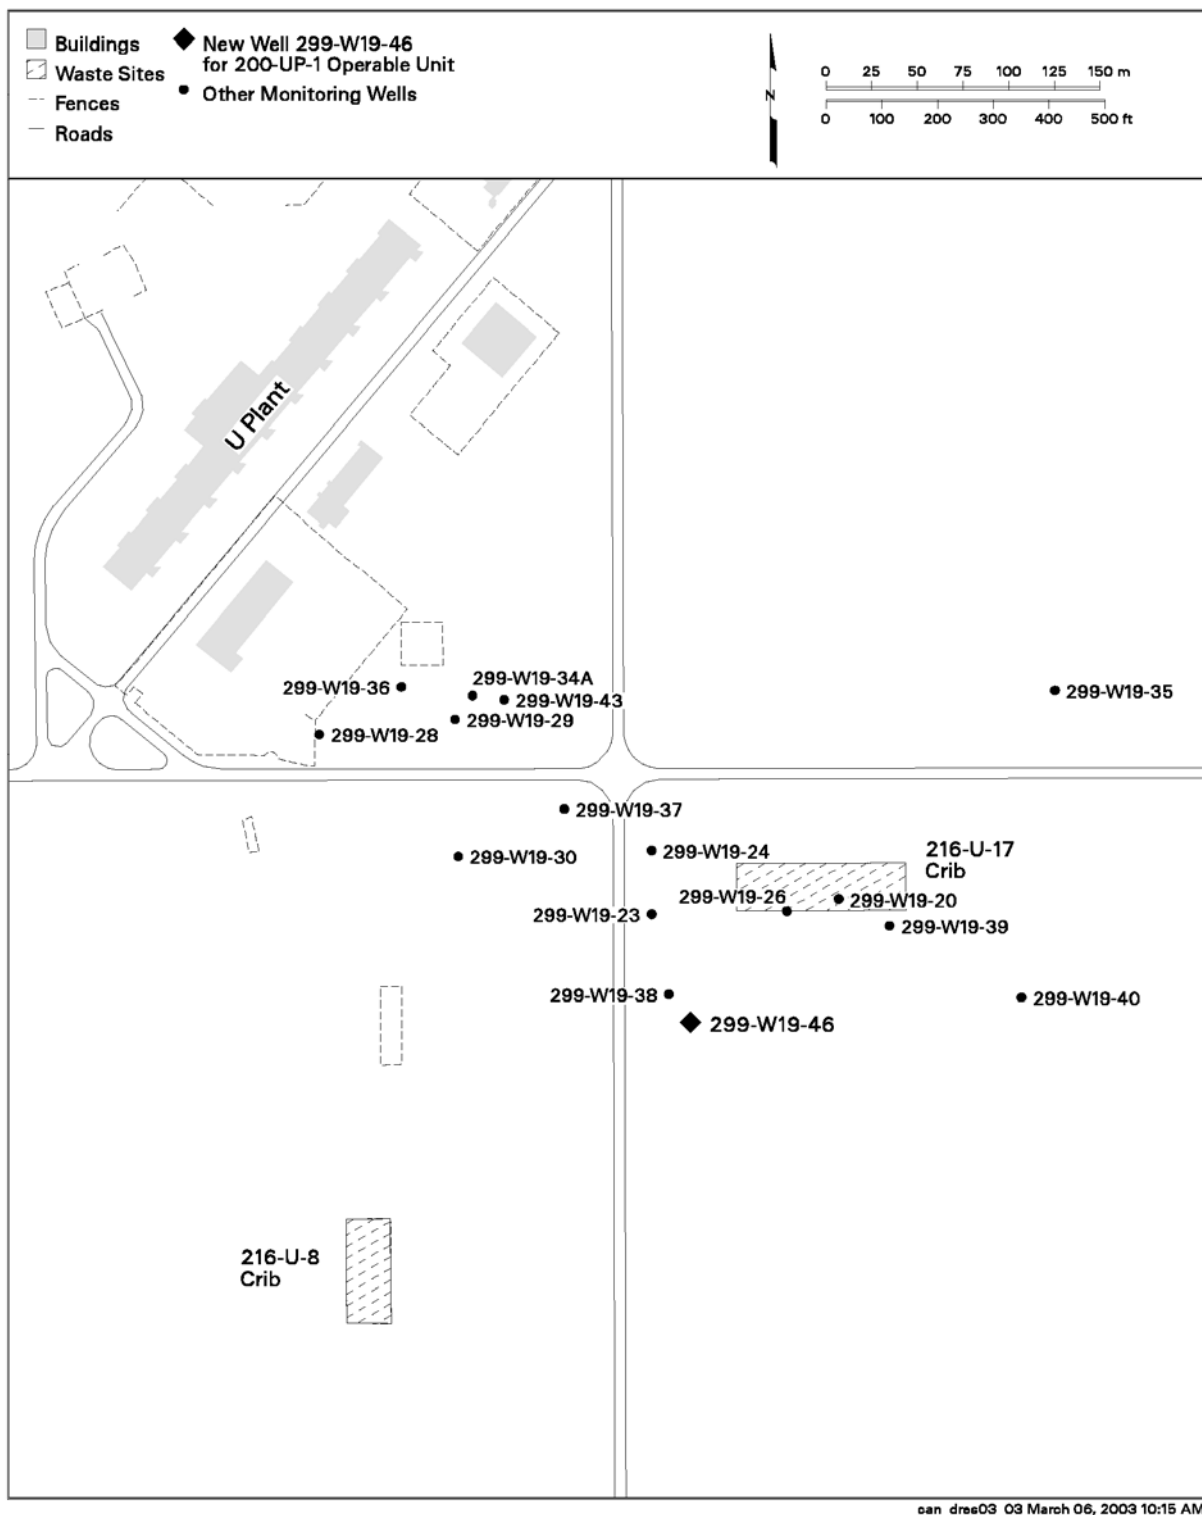 Buildings
Waste Sites
Fences
Roads
New Well 299-W19-46
for 200-UP-1 Operable Unit
Other Monitoring Wells
N
0 25 50 75 100 125 150 m
0 100 200 300 400 500 ft
U Plant
299-W19-36
299-W19-34A
299-W19-43
299-W19-29
299-W19-28
299-W19-35
299-W19-37
299-W19-30
299-W19-24
216-U-17
Crib
299-W19-26
299-W19-20
299-W19-23
299-W19-39
299-W19-38
299-W19-40
299-W19-46
216-U-8
Crib
can_dres03_03 March 06, 2003 10:15 AM